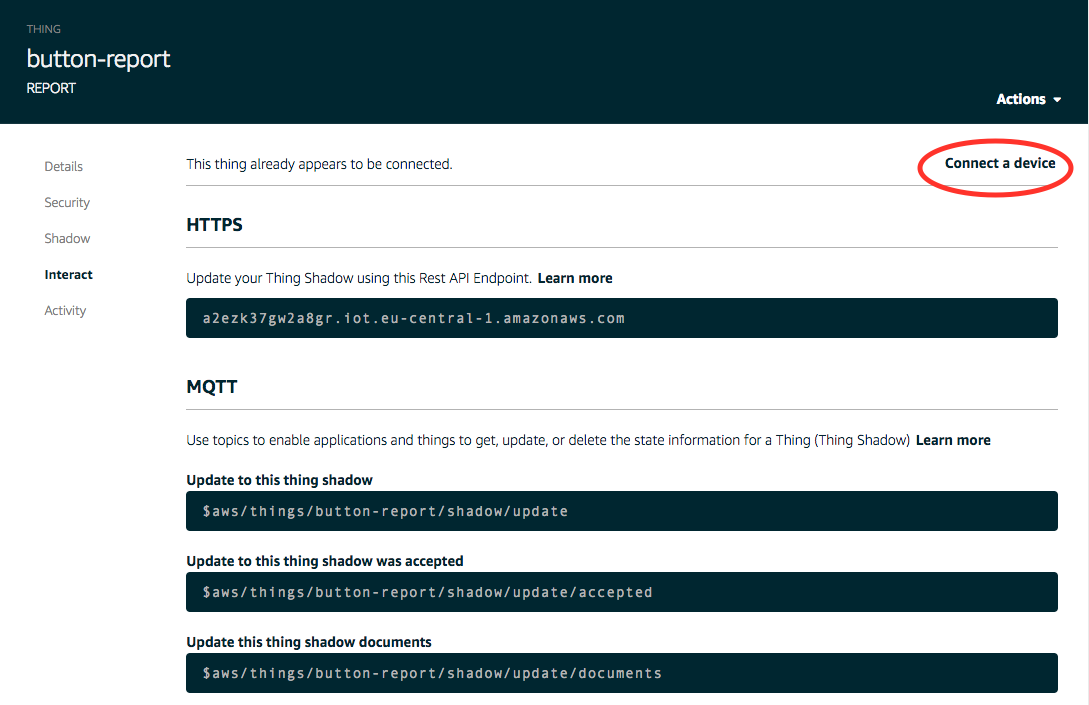 THING
button-report
REPORT
Actions
Details
Security
Shadow
Interact
Activity
This thing already appears to be connected.
Connect a device
HTTPS
Update your Thing Shadow using this Rest API Endpoint. Learn more
a2ezk37gw2a8gr.iot.eu-central-1.amazonaws.com
MQTT
Use topics to enable applications and things to get, update, or delete the state information for a Thing (Thing Shadow) Learn more
Update to this thing shadow
$aws/things/button-report/shadow/update
Update to this thing shadow was accepted
$aws/things/button-report/shadow/update/accepted
Update this thing shadow documents
$aws/things/button-report/shadow/update/documents